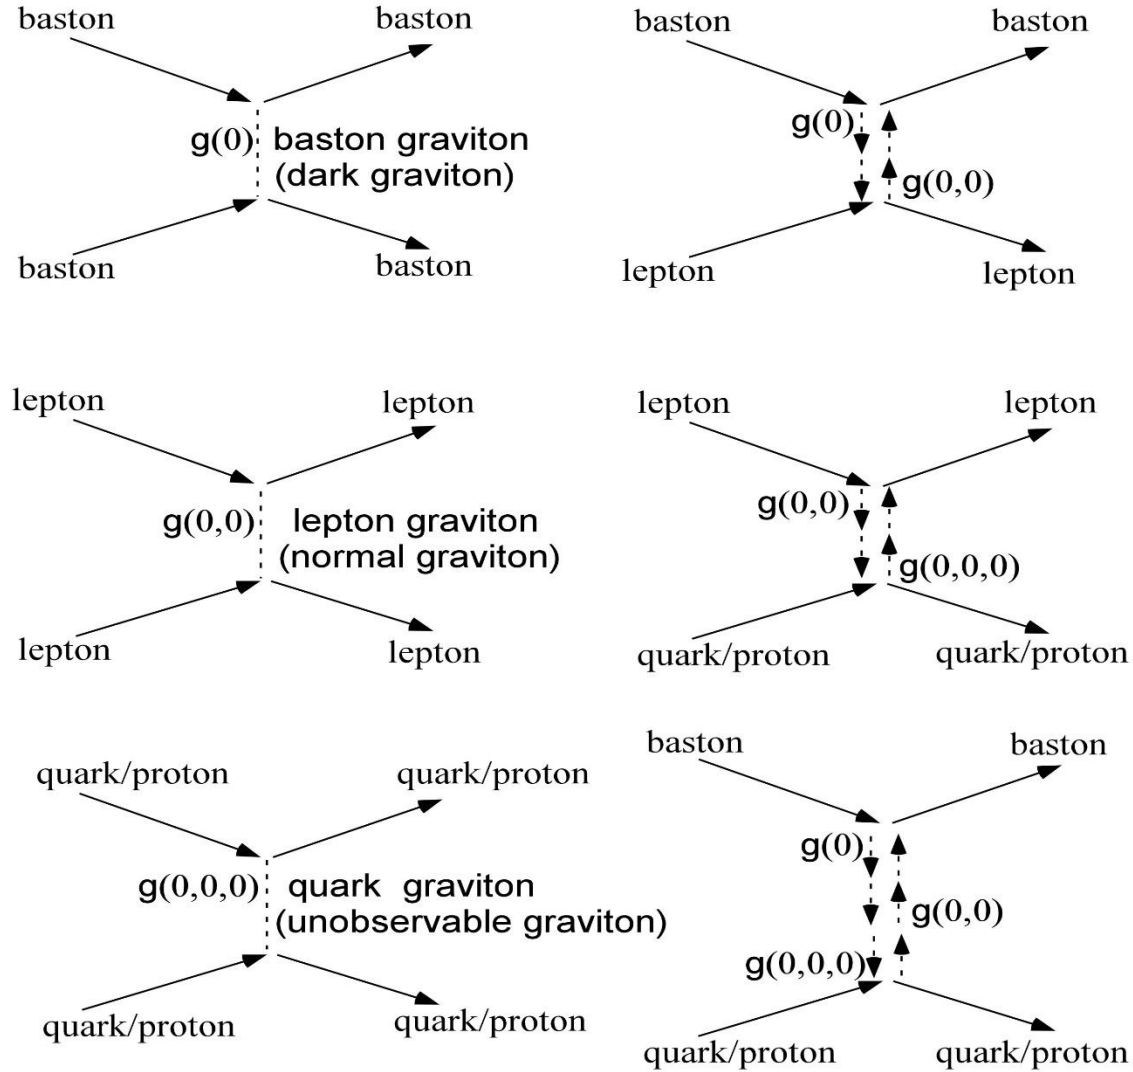 baston baston
g(0) baston graviton
(dark graviton)
baston baston
baston baston
g(0)
g(0,0)
lepton lepton
lepton lepton
g(0,0) lepton graviton
(normal graviton)
lepton lepton
lepton lepton
g(0,0)
g(0,0,0)
quark/proton quark/proton
quark/proton quark/proton
g(0,0,0) quark graviton
(unobservable graviton)
quark/proton quark/proton
baston baston
g(0)
g(0,0)
g(0,0,0)
quark/proton quark/proton